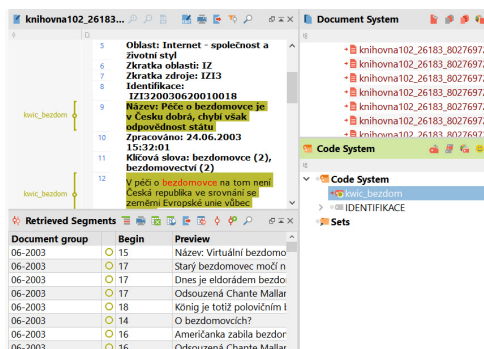 knihovna102_26183...
5 Oblast: Internet - společnost a
životní styl
6 Zkratka oblasti: IZ
7 Zkratka zdroje: IZI3
8 Identifikace:
IZI320030620010018
9 Název: Péče o bezdomovce je
v Česku dobrá, chybí však
odpovědnost státu
kwic_bezdom
10 Zpracováno: 24.06.2003
15:32:01
11 Klíčová slova: bezdomovce (2),
bezdomovectví (2)
12
V péči o bezdomovce na tom není
Česká republika ve srovnání se
kwic_bezdom
zeměmi Evropské unie vůbec
Retrieved Segments
Document group Begin Preview
06-2003 15 Název: Virtuální bezdomo
06-2003 17 Starý bezdomovec močí n
06-2003 17 Dnes je eldorádem bezdo
06-2003 17 Odsouzená Chante Mallar
06-2003 18 König je totiž polovičním b
06-2003 14 O bezdomovcích?
06-2003 16 Američanka zabila bezdor
06-2003 16 Odsouzená Chante Mallar
Document System
knihovna102_26183_8027697
knihovna102_26183_8027697
knihovna102_26183_8027697
knihovna102_26183_8027697
knihovna102_26183_8027697
knihovna102_26183_8027697
Code System
Code System
kwic_bezdom
IDENTIFIKACE
Sets